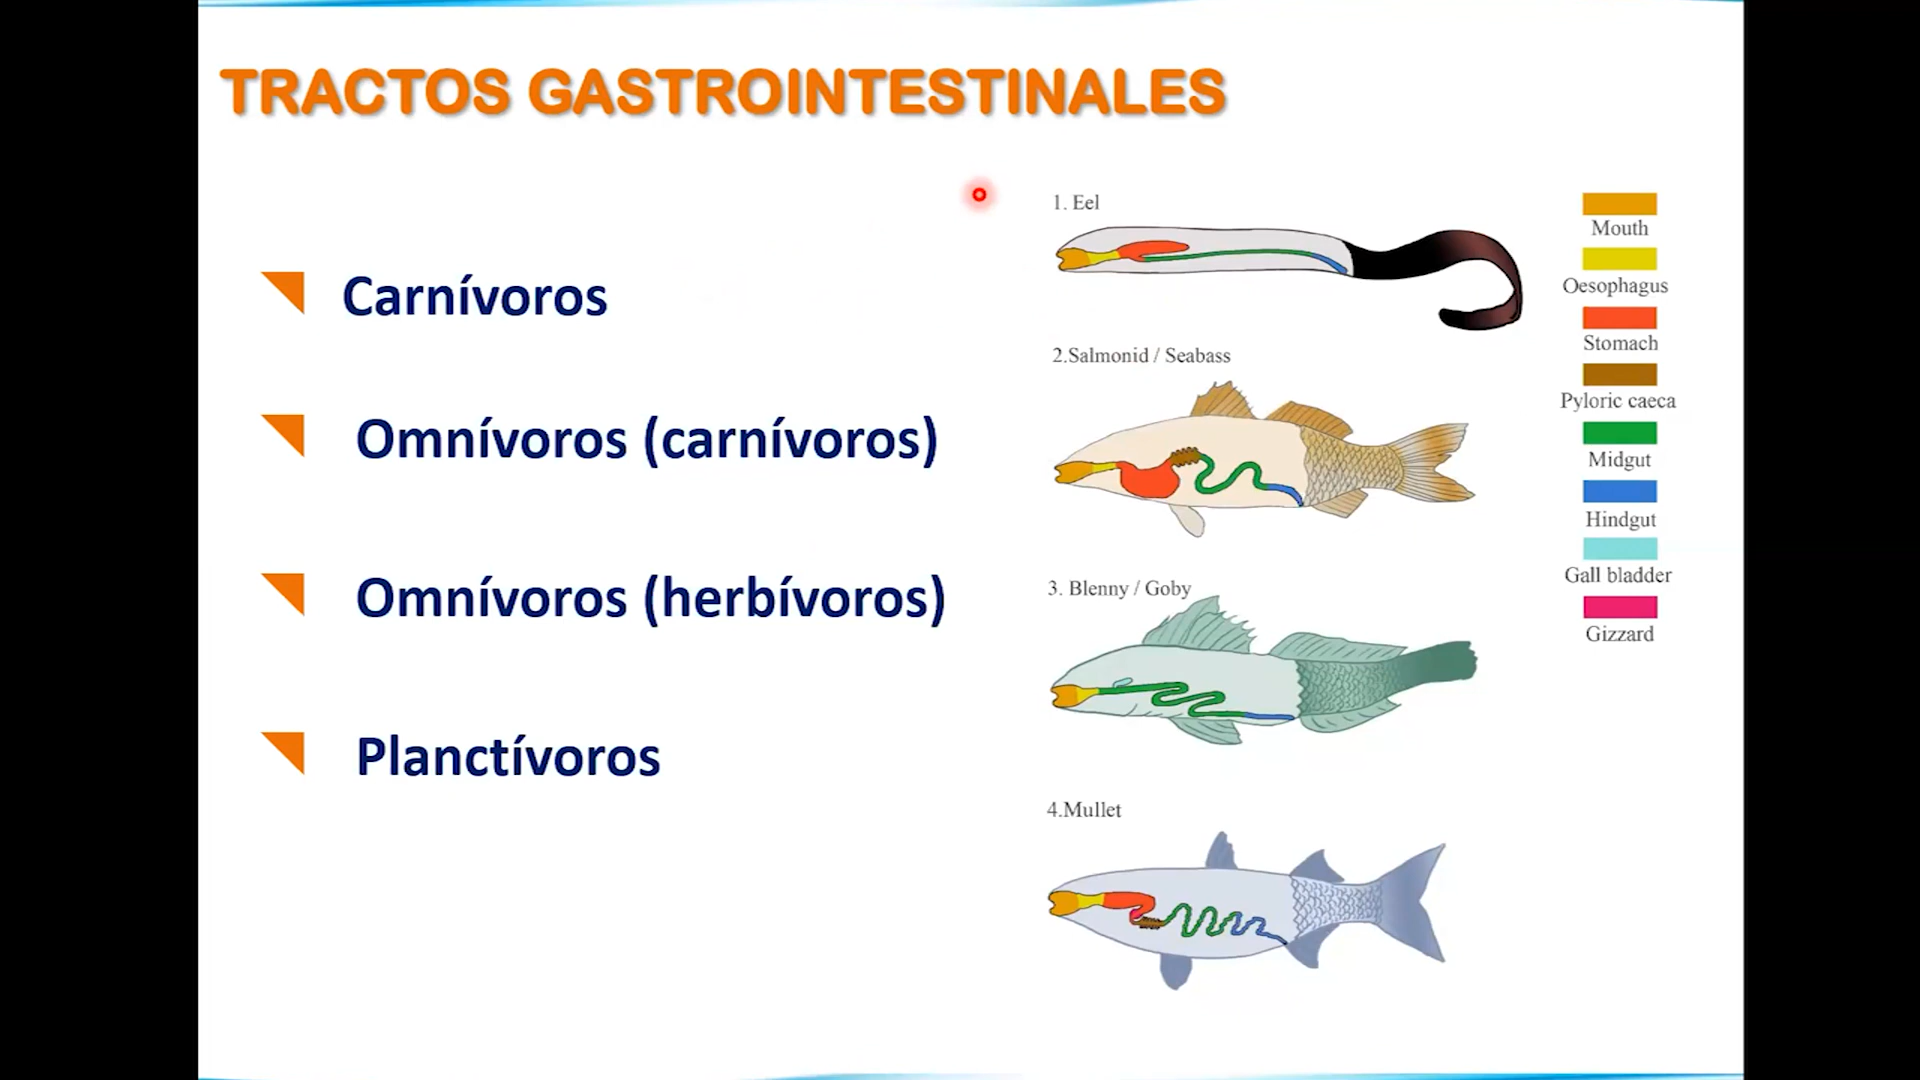 TRACTOS GASTROINTESTINALES
Carnívoros
Omnívoros (carnívoros)
Omnívoros (herbívoros)
Planctívoros
1. Eel
2.Salmonid / Seabass
3. Blenny / Goby
4.Mullet
Mouth
Oesophagus
Stomach
Pyloric caeca
Midgut
Hindgut
Gall bladder
Gizzard